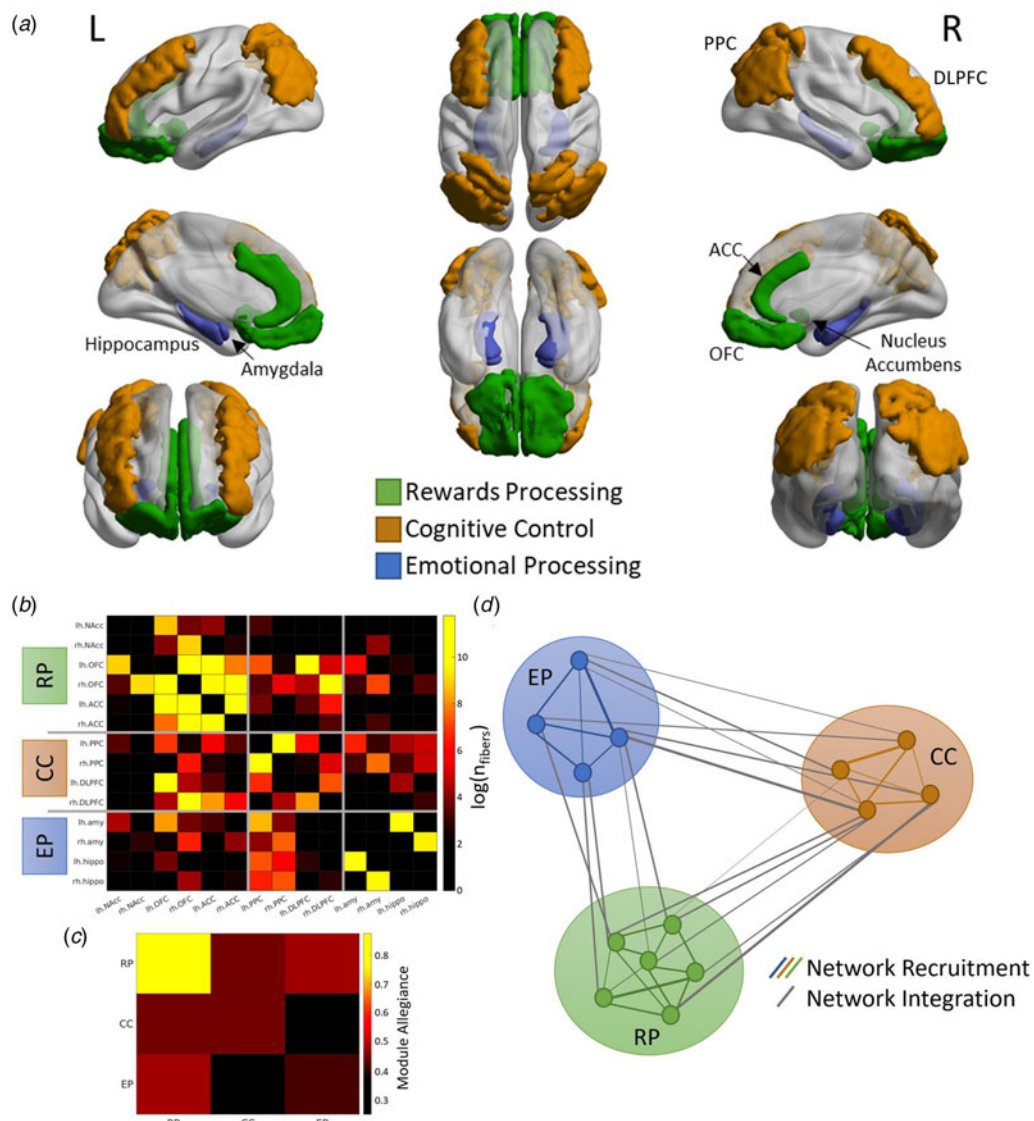 (a)
L
R
PPC
DLPFC
ACC
Hippocampus
Amygdala
OFC
Nucleus
Accumbens
Rewards Processing
Cognitive Control
Emotional Processing
(b)
RP
CC
EP
lh.NAcc
rh.NAcc
lh.OFC
rh.OFC
lh.ACC
rh.ACC
lh.PPC
rh.PPC
lh.DLPFC
rh.DLPFC
lh.amy
rh.amy
lh.hippo
rh.hippo
lh.NAcc
rh.NAcc
lh.OFC
rh.OFC
lh.ACC
rh.ACC
lh.PPC
rh.PPC
lh.DLPFC
rh.DLPFC
lh.amy
rh.amy
lh.hippo
rh.hippo
10
8
6
4
2
0
log(nfibers)
(c)
RP
CC
EP
0.8
0.7
0.6
0.5
0.4
0.3
Module Allegiance
(d)
EP
CC
RP
Network Recruitment
Network Integration